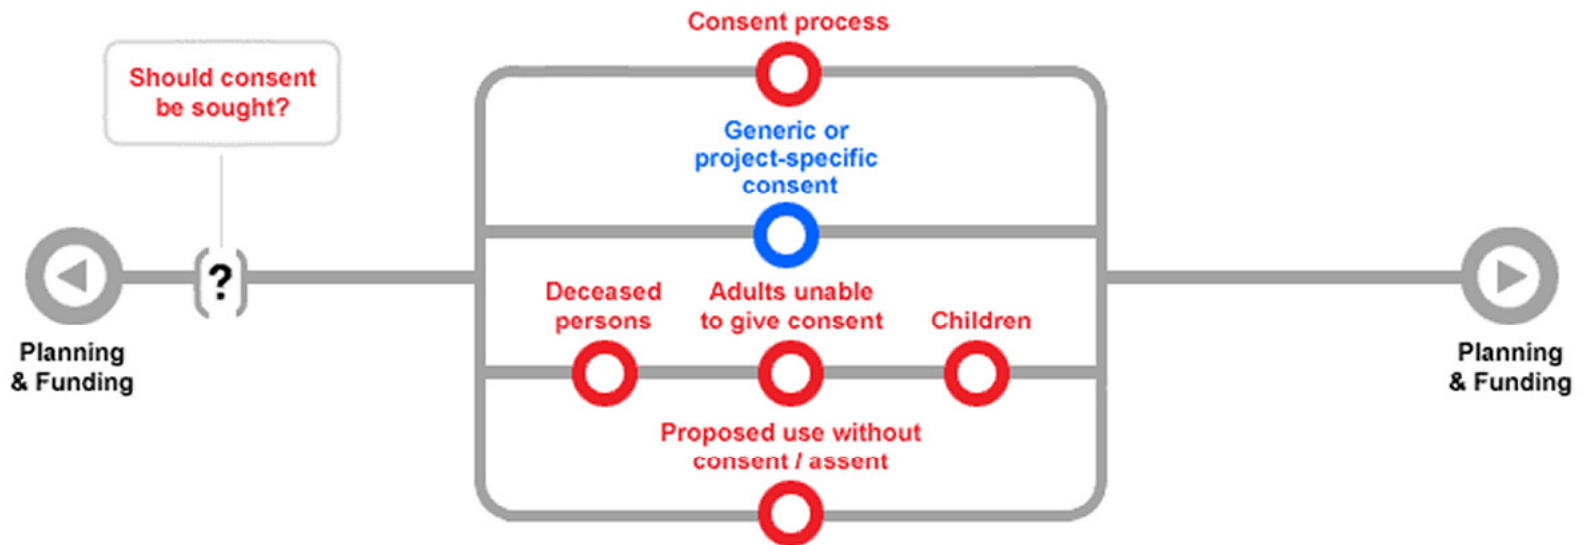 Consent process
Should consent
be sought?
Generic or
project-specific
consent
?
Deceased
persons
Adults unable
to give consent
Children
Planning
& Funding
Planning
& Funding
Proposed use without
consent / assent